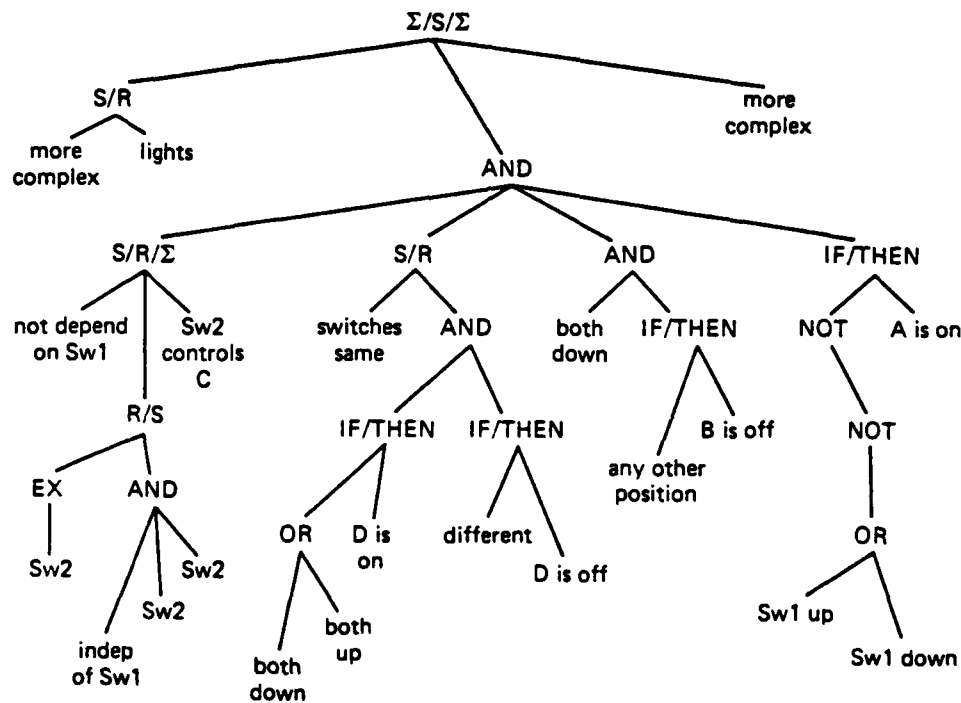 Σ/S/Σ
S/R
more
complex
more
complex
lights
AND
S/R/Σ
S/R
AND
IF/THEN
not depend
on Sw1
Sw2
controls
C
switches
same
AND
both
down
IF/THEN
NOT
A is on
R/S
IF/THEN
IF/THEN
B is off
NOT
any other
position
EX
AND
OR
D is
on
different
OR
Sw2
Sw2
D is off
Sw2
Sw1 up
both
up
indep
of Sw1
both
down
Sw1 down